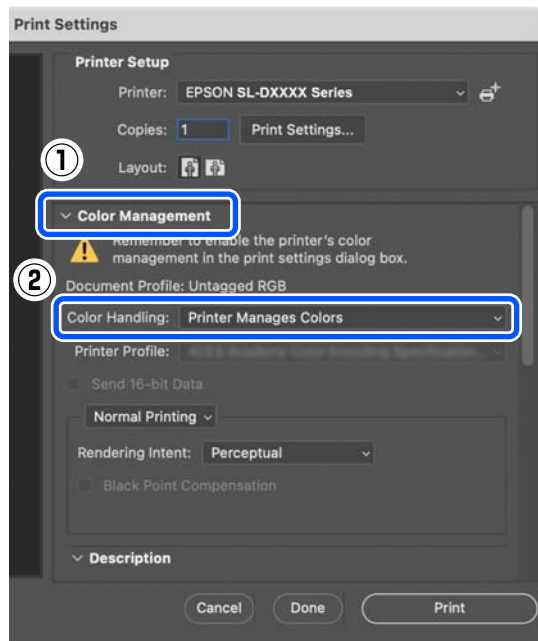 Print Settings
Printer Setup
Printer: EPSON SL-DXXXX Series
Copies: 1 Print Settings...
①
Layout:
Color Management
Remember to enable the printer's color
management in the print settings dialog box.
②
Document Profile: Untagged RGB
Color Handling: Printer Manages Colors
Printer Profile:
Send 16-bit Data
Normal Printing
Rendering Intent: Perceptual
Black Point Compensation
Description
Cancel Done Print